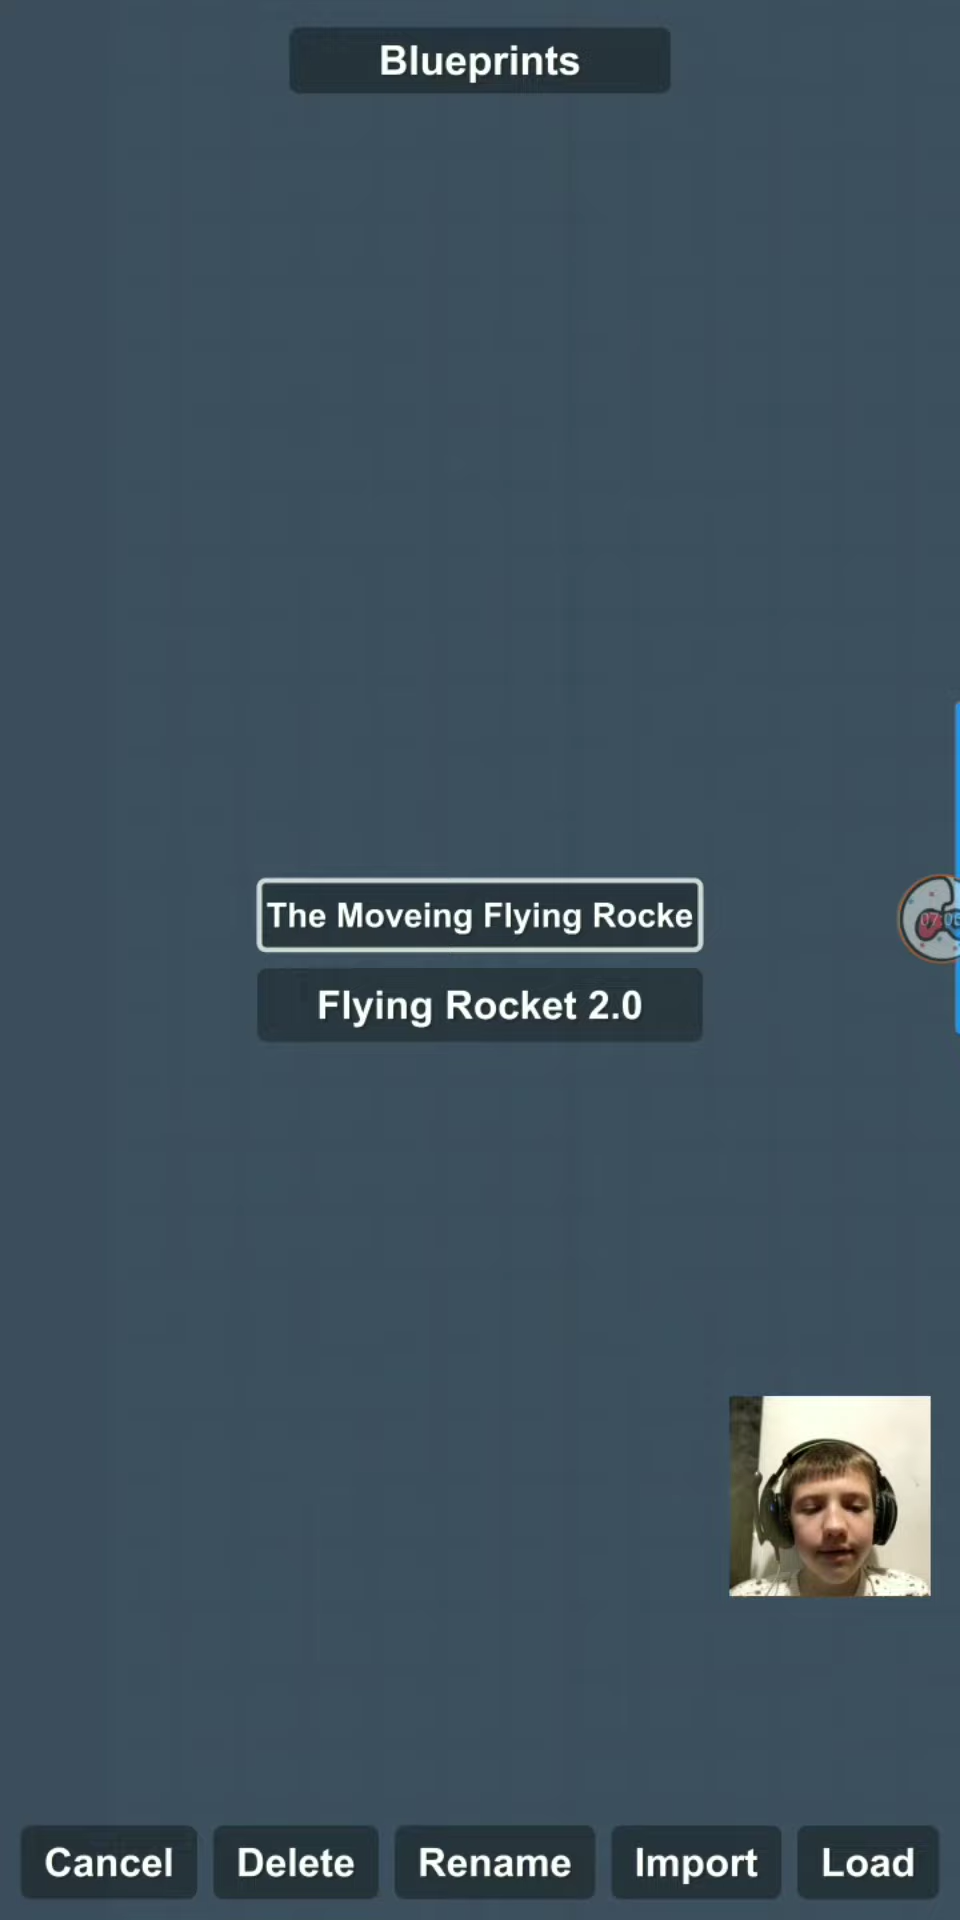 Blueprints
The Moveing Flying Rocke
Flying Rocket 2.0
Cancel
Delete
Rename
Import
Load